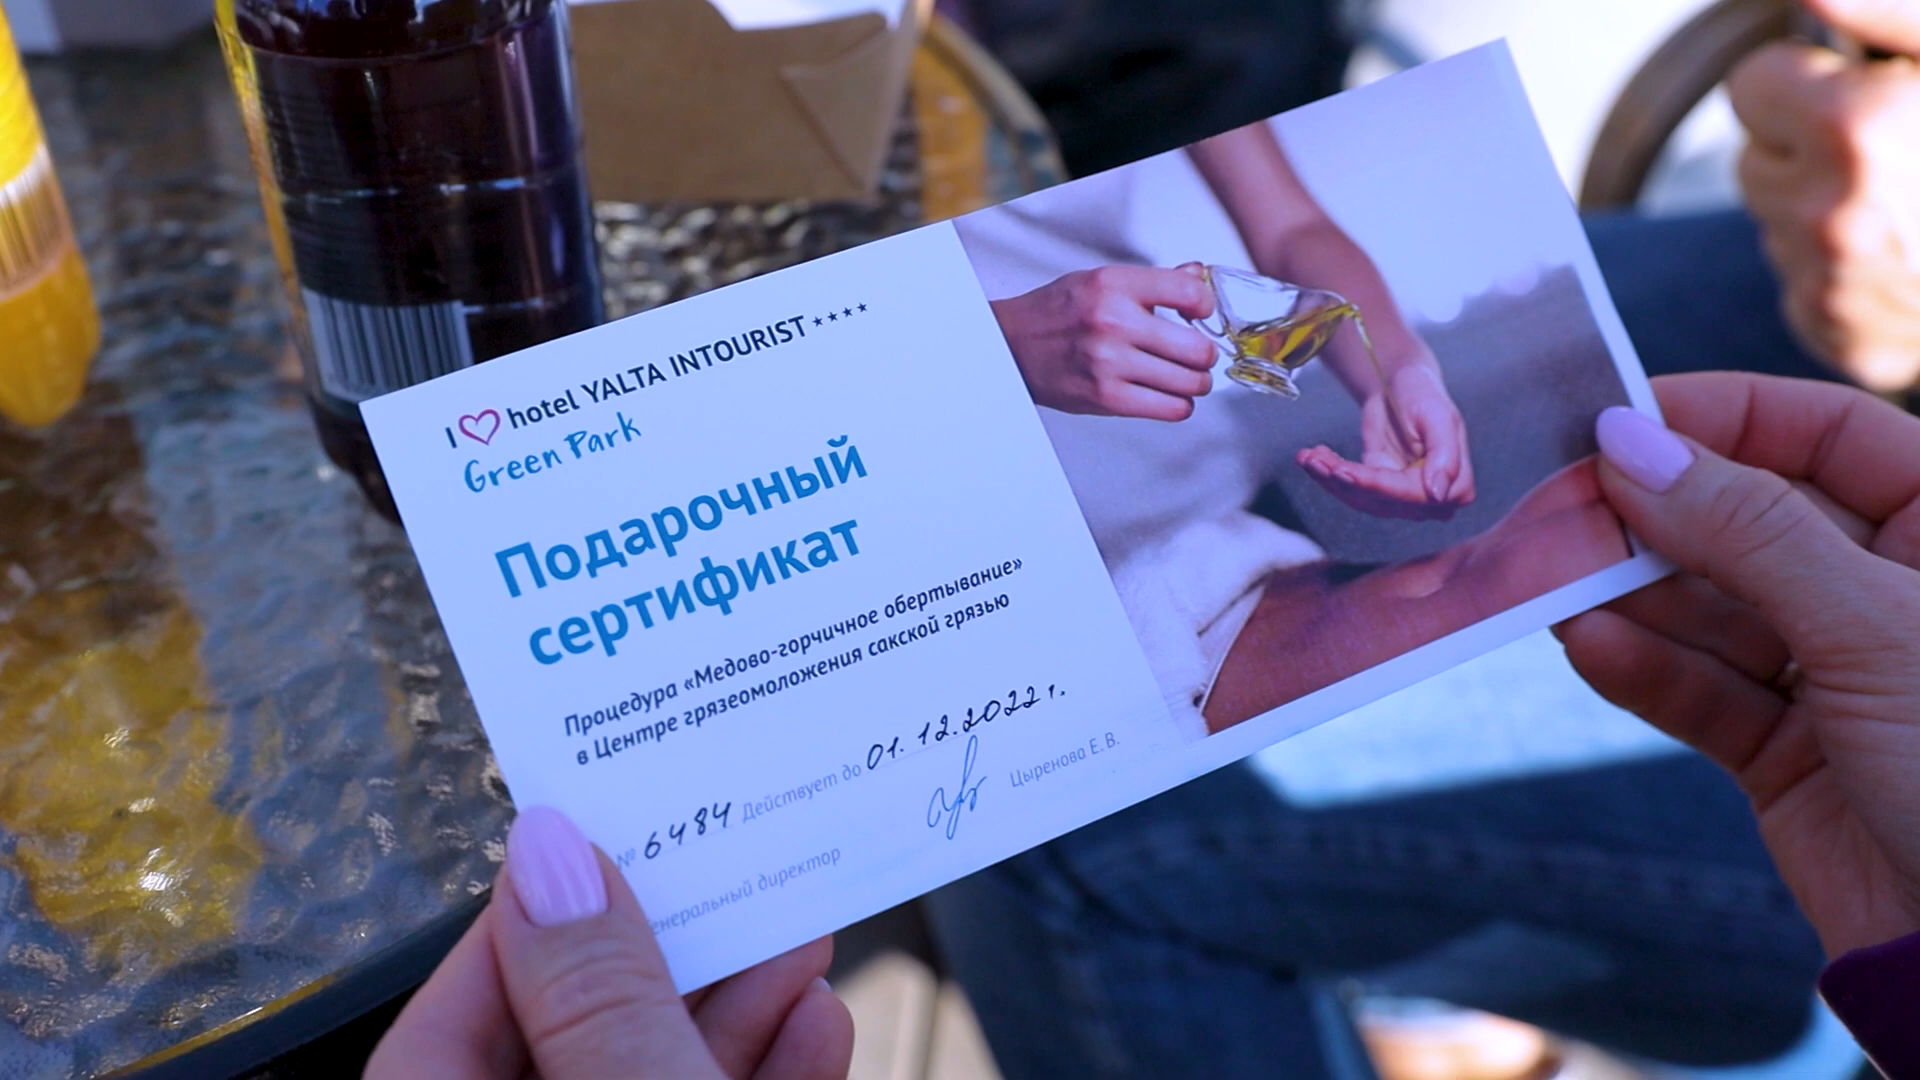 I ♡ hotel YALTA INTOURIST ★★★★
Green Park
Подарочный
сертификат
Процедура «Медово-горчичное обертывание»
в Центре грязеомоложения сакской грязью
№ 6484 Действует до 01.12.2022 г.
Генеральный директор Цыренова Е. В.